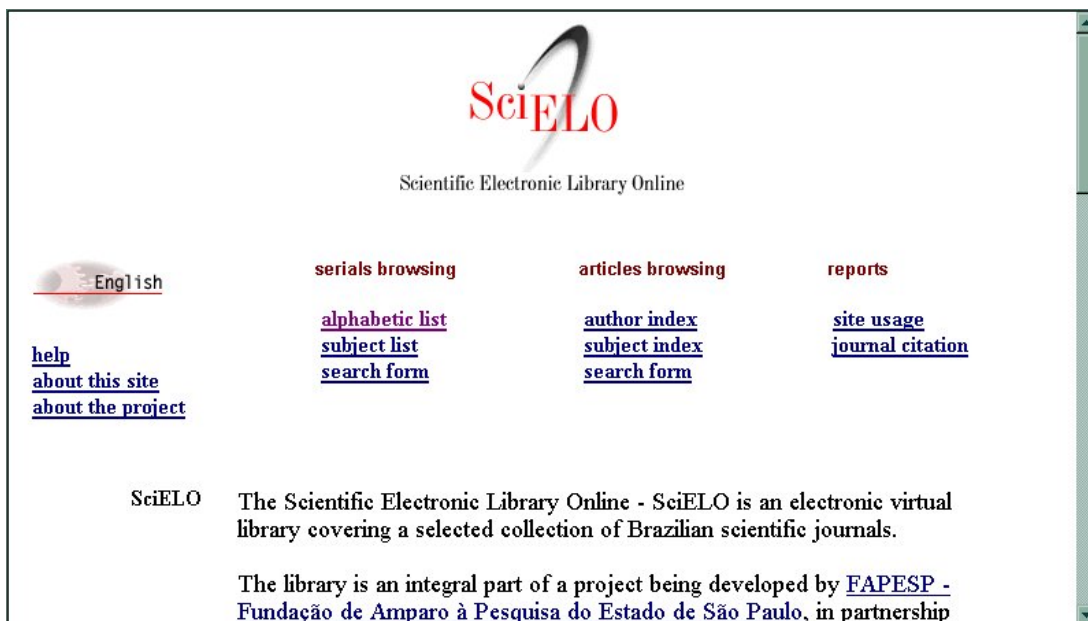 SciELO
Scientific Electronic Library Online
English
help
about this site
about the project
serials browsing
alphabetic list
subject list
search form
articles browsing
author index
subject index
search form
reports
site usage
journal citation
SciELO
The Scientific Electronic Library Online - SciELO is an electronic virtual
library covering a selected collection of Brazilian scientific journals.
The library is an integral part of a project being developed by FAPESP -
Fundação de Amparo à Pesquisa do Estado de São Paulo, in partnership